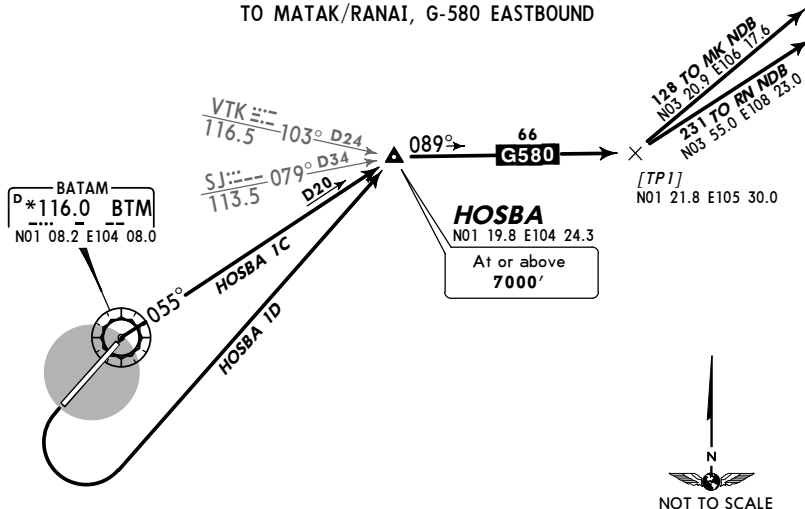 TO MATAK/RANAI, G-580 EASTBOUND
128 TO MK NDB
N03 20.9 E106 17.6
231 TO RN NDB
N03 55.0 E108 23.0
VTK
116.5
103° D24
SJ
113.5
079° D34
089°
66
G580
[TP1]
N01 21.8 E105 30.0
BATAM
D *116.0 BTM
N01 08.2 E104 08.0
D20
HOSBA
N01 19.8 E104 24.3
At or above
7000'
055°
HOSBA 1C
HOSBA 1D
N
NOT TO SCALE